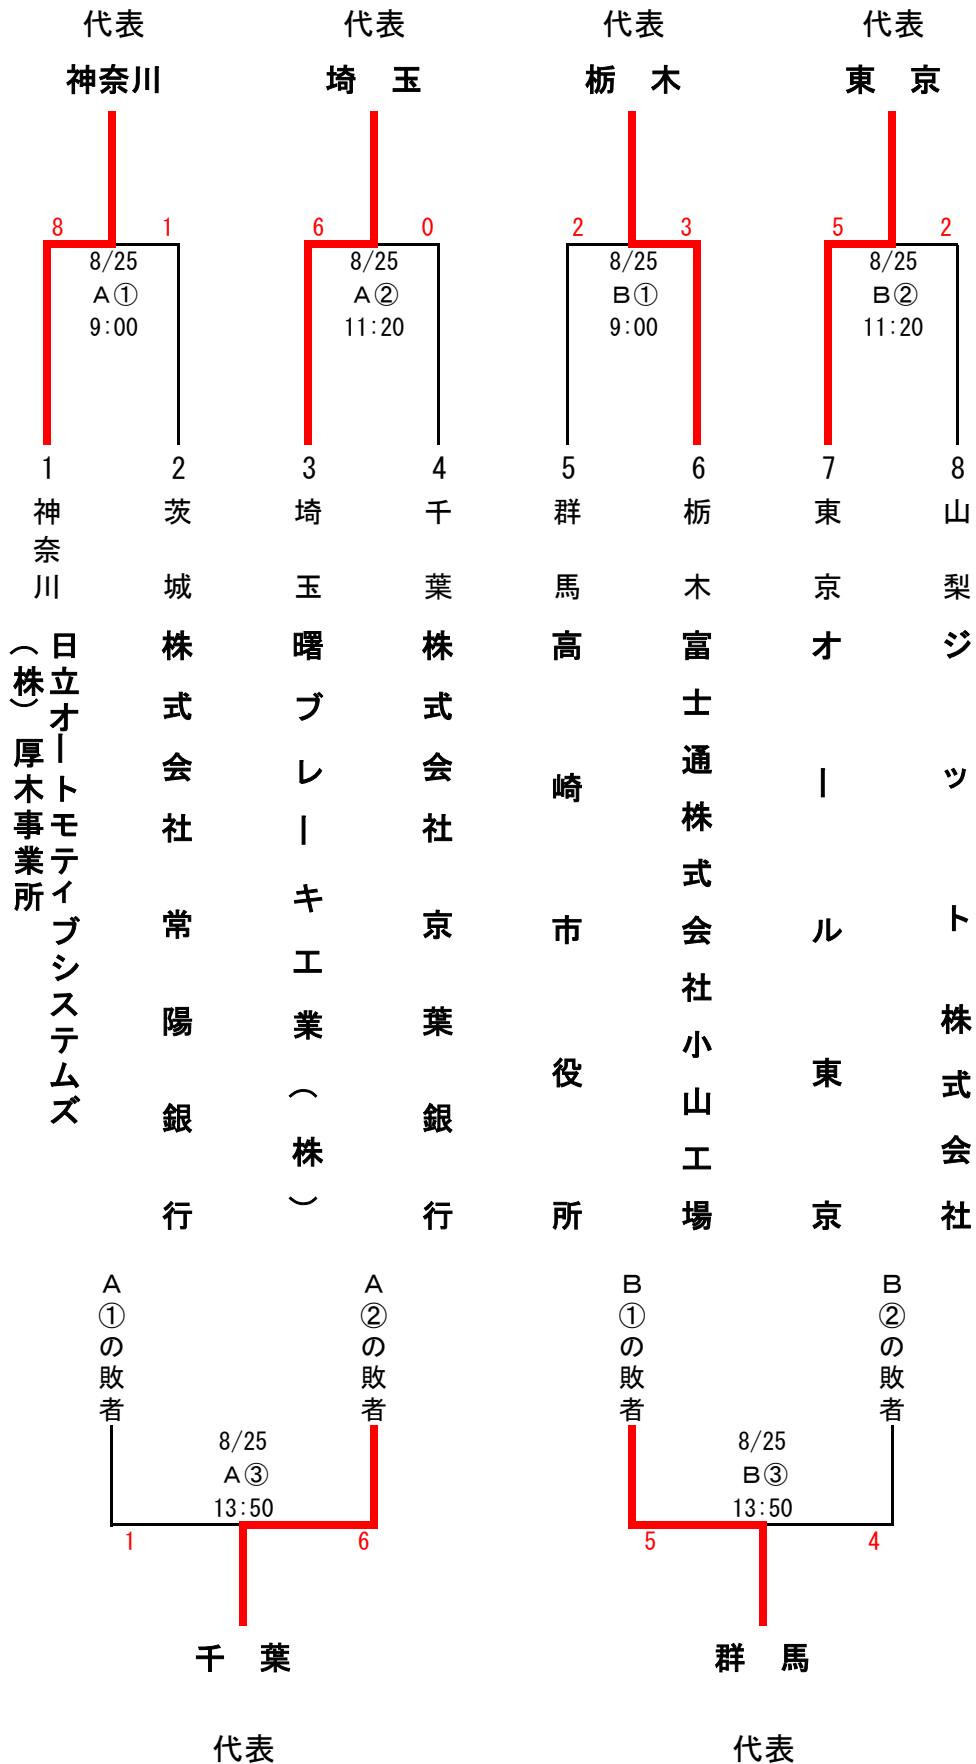 代表 代表 代表 代表
神奈川 埼 玉 栃 木 東 京
8 1 6 0 2 3 5 2
8/25 8/25 8/25 8/25
A① A② B① B②
9:00 11:20 9:00 11:20
1 2 3 4 5 6 7 8
神奈川
茨城
埼玉
千葉
群馬
栃木
東京
山梨
日立オートモティブシステムズ
（株）厚木事業所
株式会社常陽銀行
曙ブレーキ工業（株）
株式会社京葉銀行
高崎市役所
富士通株式会社小山工場
オール東京
ジット株式会社
A①の敗者
A②の敗者
B①の敗者
B②の敗者
8/25 8/25
A③ B③
13:50 13:50
1 6 5 4
千 葉 群 馬
代表 代表